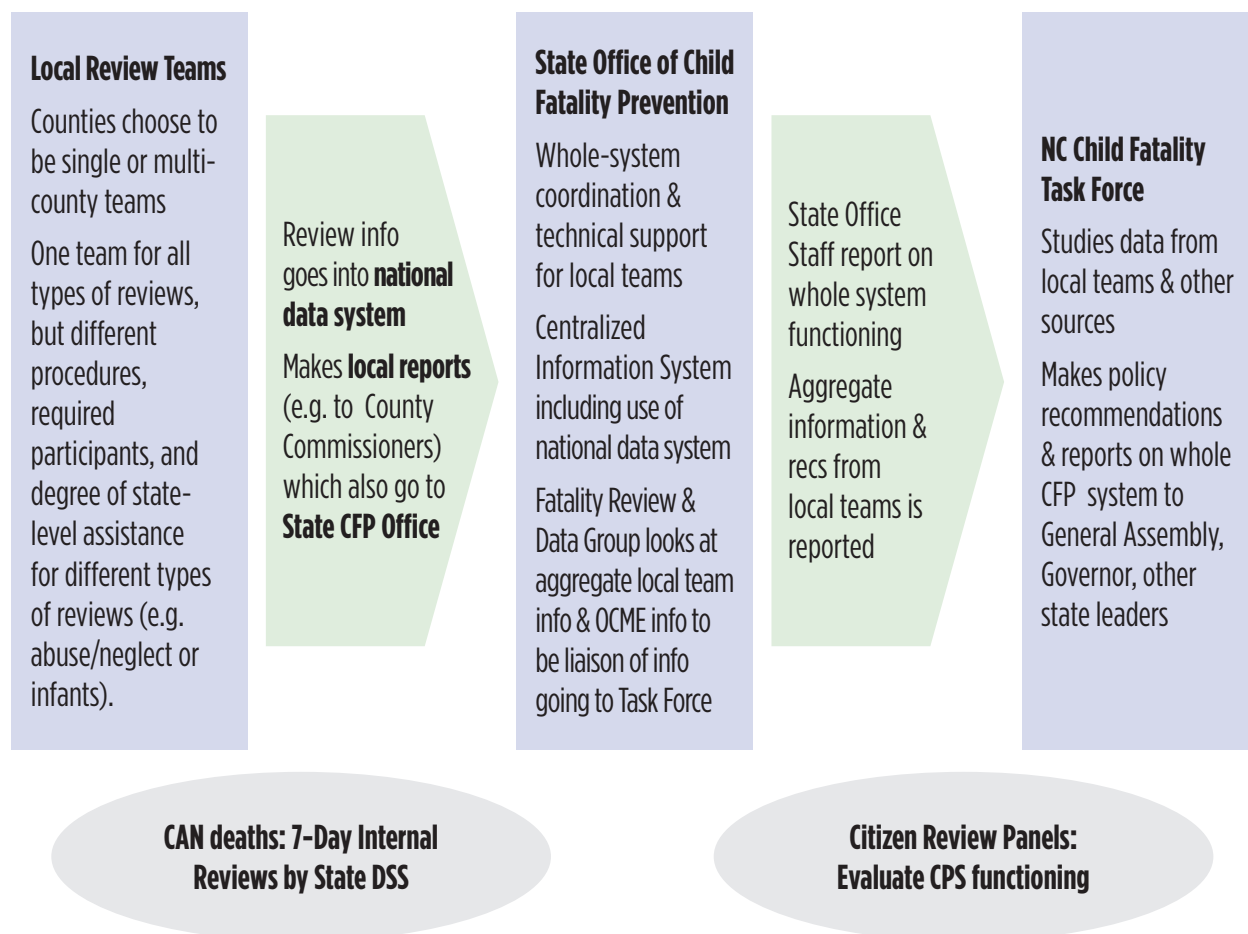 Local Review Teams
Counties choose to
be single or multi-
county teams
One team for all
types of reviews,
but different
procedures,
required
participants, and
degree of state-
level assistance
for different types
of reviews (e.g.
abuse/neglect or
infants).
Review info
goes into national
data system
Makes local reports
(e.g. to County
Commissioners)
which also go to
State CFP Office
State Office of Child
Fatality Prevention
Whole-system
coordination &
technical support
for local teams
Centralized
Information System
including use of
national data system
Fatality Review &
Data Group looks at
aggregate local team
info & OCME info to
be liaison of info
going to Task Force
State Office
Staff report on
whole system
functioning
Aggregate
information &
recs from
local teams is
reported
NC Child Fatality
Task Force
Studies data from
local teams & other
sources
Makes policy
recommendations
& reports on whole
CFP system to
General Assembly,
Governor, other
state leaders
CAN deaths: 7-Day Internal
Reviews by State DSS
Citizen Review Panels:
Evaluate CPS functioning